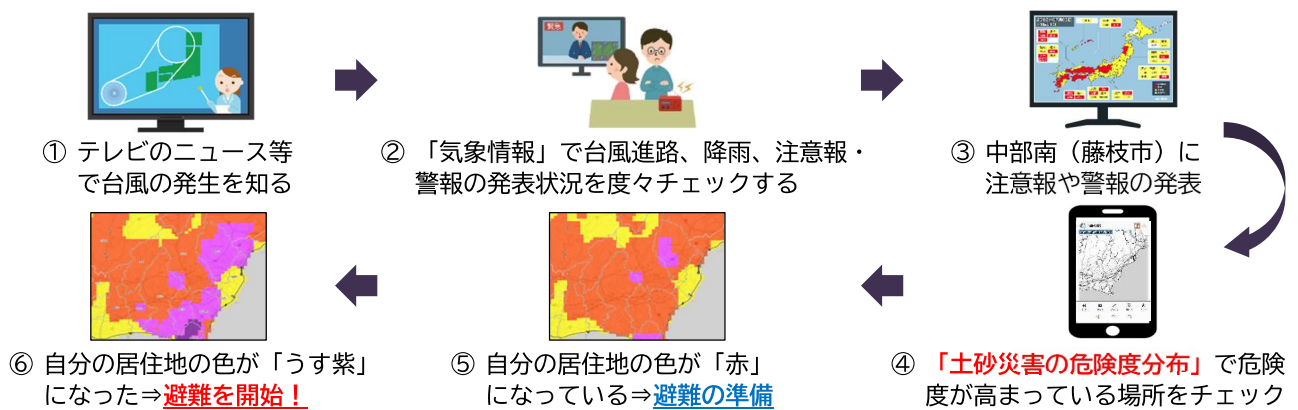 緊急
① テレビのニュース等
で台風の発生を知る
② 「気象情報」で台風進路、降雨、注意報・
警報の発表状況を度々チェックする
③ 中部南（藤枝市）に
注意報や警報の発表
④ 「土砂災害の危険度分布」で危険
度が高まっている場所をチェック
⑤ 自分の居住地の色が「赤」
になっている⇒避難の準備
⑥ 自分の居住地の色が「うす紫」
になった⇒避難を開始！